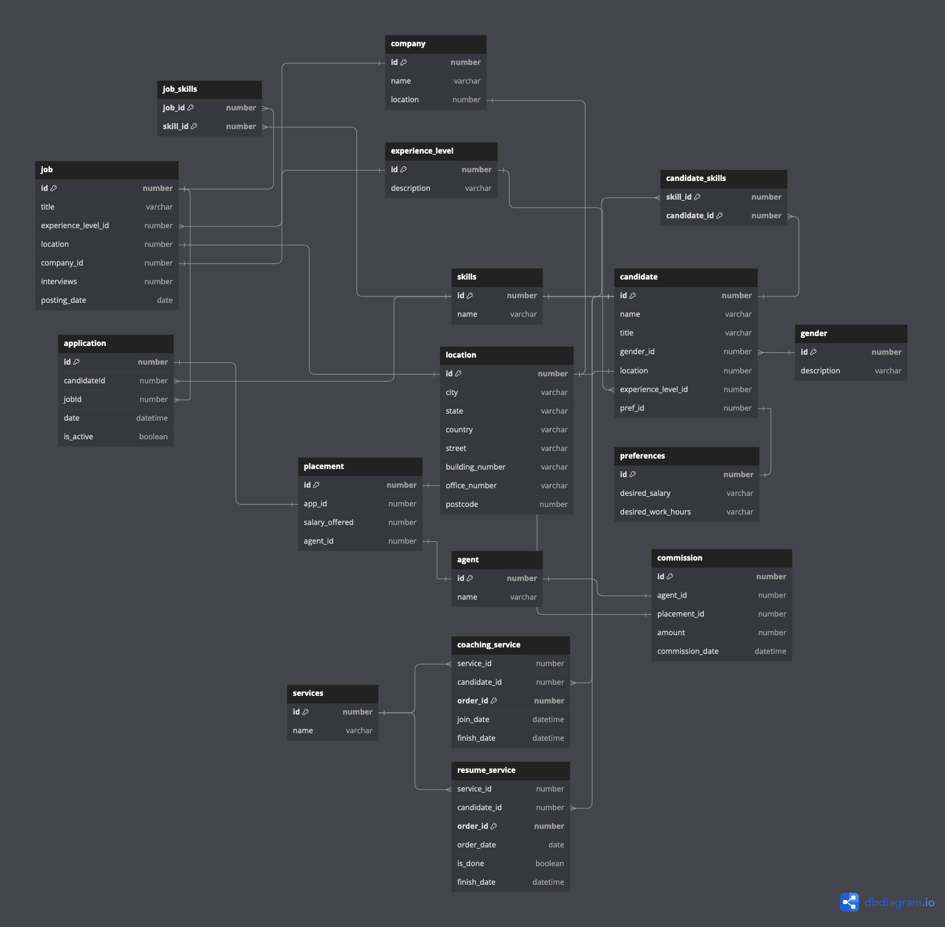 company
id number
name varchar
location number
job_skills
job_id number
skill_id number
experience_level
id number
description varchar
job
id number
title varchar
experience_level_id number
location number
company_id number
interviews number
posting_date date
candidate_skills
skill_id number
candidate_id number
skills
id number
name varchar
candidate
id number
name varchar
title varchar
gender_id number
location number
experience_level_id number
pref_id number
gender
id number
description varchar
application
id number
candidateId number
jobId number
date datetime
is_active boolean
location
id number
city varchar
state varchar
country varchar
street varchar
building_number varchar
office_number varchar
postcode number
placement
id number
app_id number
salary_offered number
agent_id number
preferences
id number
desired_salary varchar
desired_work_hours varchar
agent
id number
name varchar
commission
id number
agent_id number
placement_id number
amount number
commission_date datetime
coaching_service
service_id number
candidate_id number
order_id number
join_date datetime
finish_date datetime
services
id number
name varchar
resume_service
service_id number
candidate_id number
order_id number
order_date date
is_done boolean
finish_date datetime
dbdiagram.io